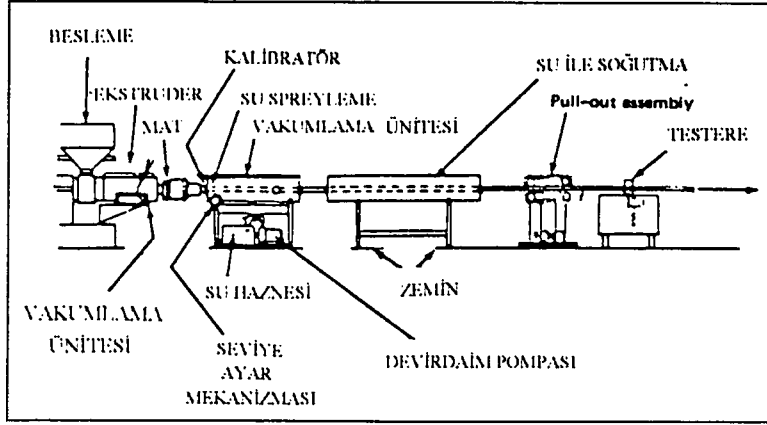 BESLEME
KALİBRATÖR
SU İLE SOĞUTMA
EKSTRUDER
SU SPREYLEME
Pull-out assembly
MAT
VAKUMLAMA ÜNİTESİ
TESTERE
SU HAZNESİ
ZEMİN
VAKUMLAMA
ÜNİTESİ
SEVİYE
AYAR
MEKANİZMASI
DEVİRDAİM POMPASI